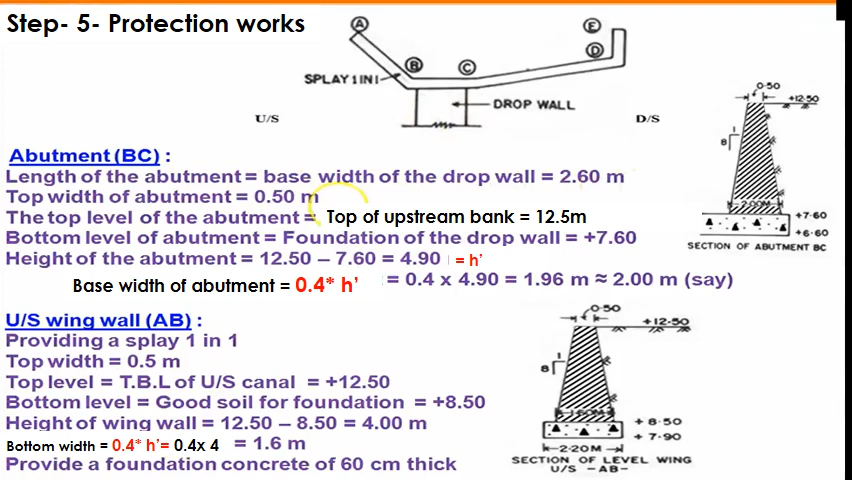 Step- 5- Protection works
A
E
B
C
D
SPLAY 1 IN 1
DROP WALL
U/S
D/S
0.50
+12.50
1
8
2.00M
+7.60
+6.60
SECTION OF ABUTMENT BC
Abutment (BC) :
Length of the abutment = base width of the drop wall = 2.60 m
Top width of abutment = 0.50 m
The top level of the abutment = Top of upstream bank = 12.5m
Bottom level of abutment = Foundation of the drop wall = +7.60
Height of the abutment = 12.50 – 7.60 = 4.90 = h’
Base width of abutment = 0.4* h’ = 0.4 x 4.90 = 1.96 m ≈ 2.00 m (say)
U/S wing wall (AB) :
Providing a splay 1 in 1
Top width = 0.5 m
Top level = T.B.L of U/S canal = +12.50
Bottom level = Good soil for foundation = +8.50
Height of wing wall = 12.50 – 8.50 = 4.00 m
Bottom width = 0.4* h’= 0.4x 4 = 1.6 m
Provide a foundation concrete of 60 cm thick
0.50
+12.50
1
8
1.60M
+8.50
+7.90
2.20M
SECTION OF LEVEL WING
U/S -AB-